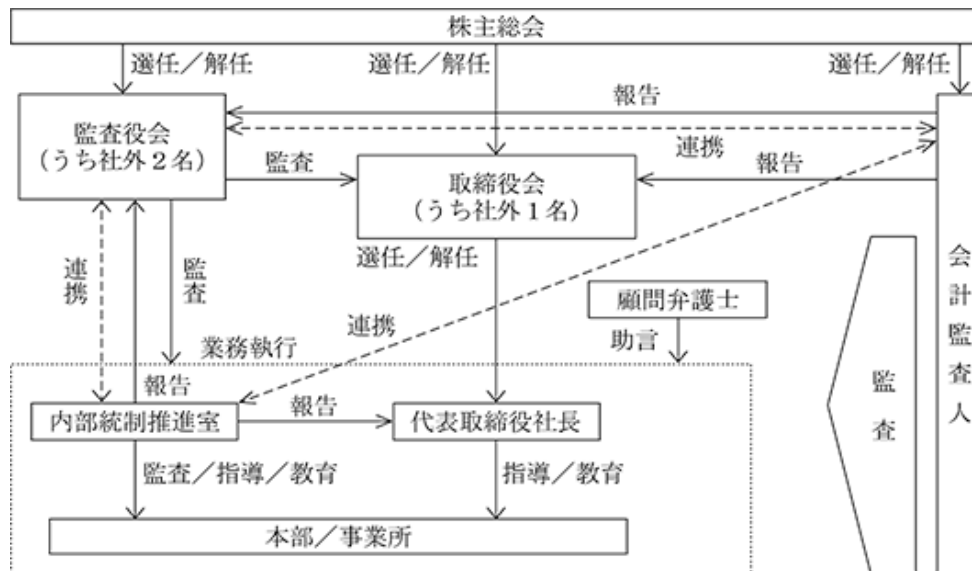 株主総会
選任／解任
選任／解任
選任／解任
報告
監査役会
（うち社外２名）
連携
監査
取締役会
（うち社外１名）
報告
選任／解任
連携
監査
会計監査人
顧問弁護士
連携
助言
業務執行
監査
報告
内部統制推進室
報告
代表取締役社長
監査／指導／教育
指導／教育
本部／事業所